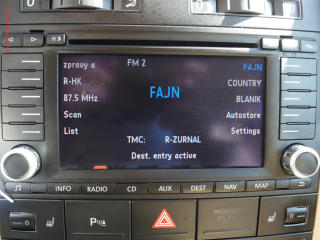 zpravy a FM 2 FAJN
R-HK COUNTRY
87.5 MHz FAJN BLANIK
Scan Autostore
List TMC: R-ZURNAL Settings
Dest. entry active
INFO RADIO CD AUX DEST NAV MAP
PASSENGER